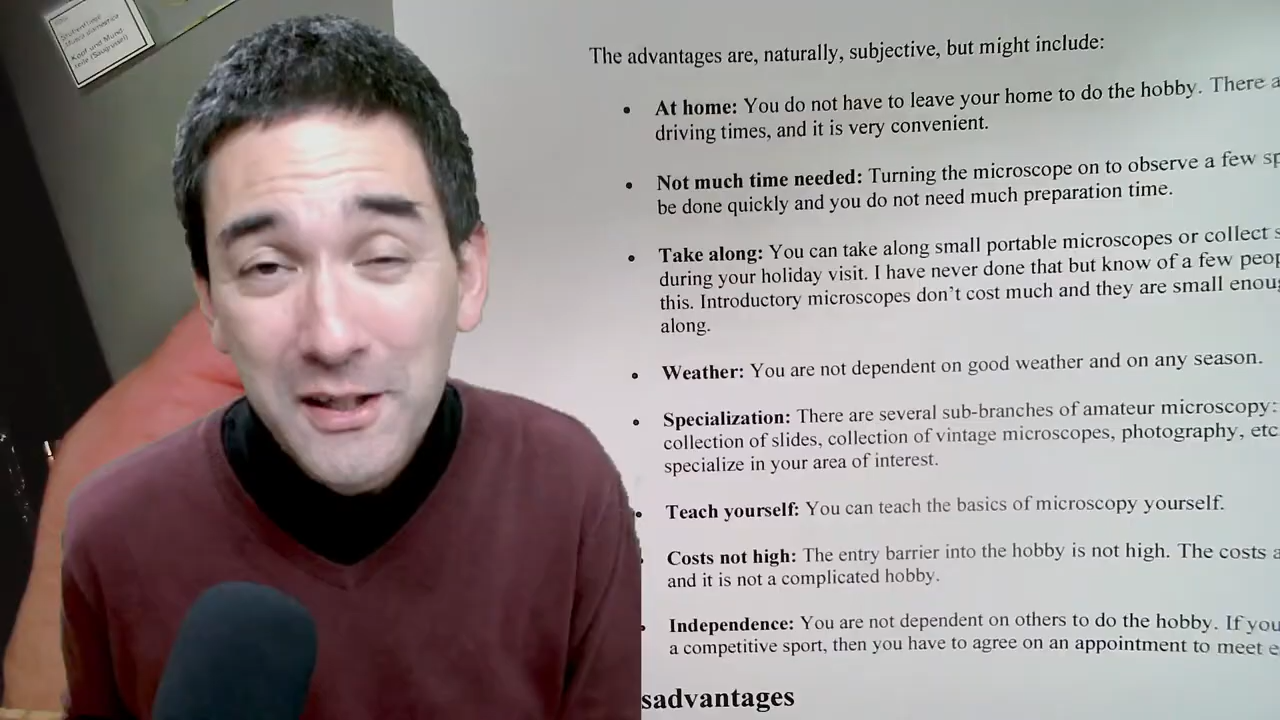 Stubenfliege
Musca domestica
Kopf und Mund
The advantages are, naturally, subjective, but might include:
• At home: You do not have to leave your home to do the hobby. There a
driving times, and it is very convenient.
• Not much time needed: Turning the microscope on to observe a few sp
be done quickly and you do not need much preparation time.
• Take along: You can take along small portable microscopes or collect s
during your holiday visit. I have never done that but know of a few peop
this. Introductory microscopes don’t cost much and they are small enoug
along.
• Weather: You are not dependent on good weather and on any season.
• Specialization: There are several sub-branches of amateur microscopy:
collection of slides, collection of vintage microscopes, photography, etc
specialize in your area of interest.
• Teach yourself: You can teach the basics of microscopy yourself.
Costs not high: The entry barrier into the hobby is not high. The costs a
and it is not a complicated hobby.
Independence: You are not dependent on others to do the hobby. If you
a competitive sport, then you have to agree on an appointment to meet e
sadvantages